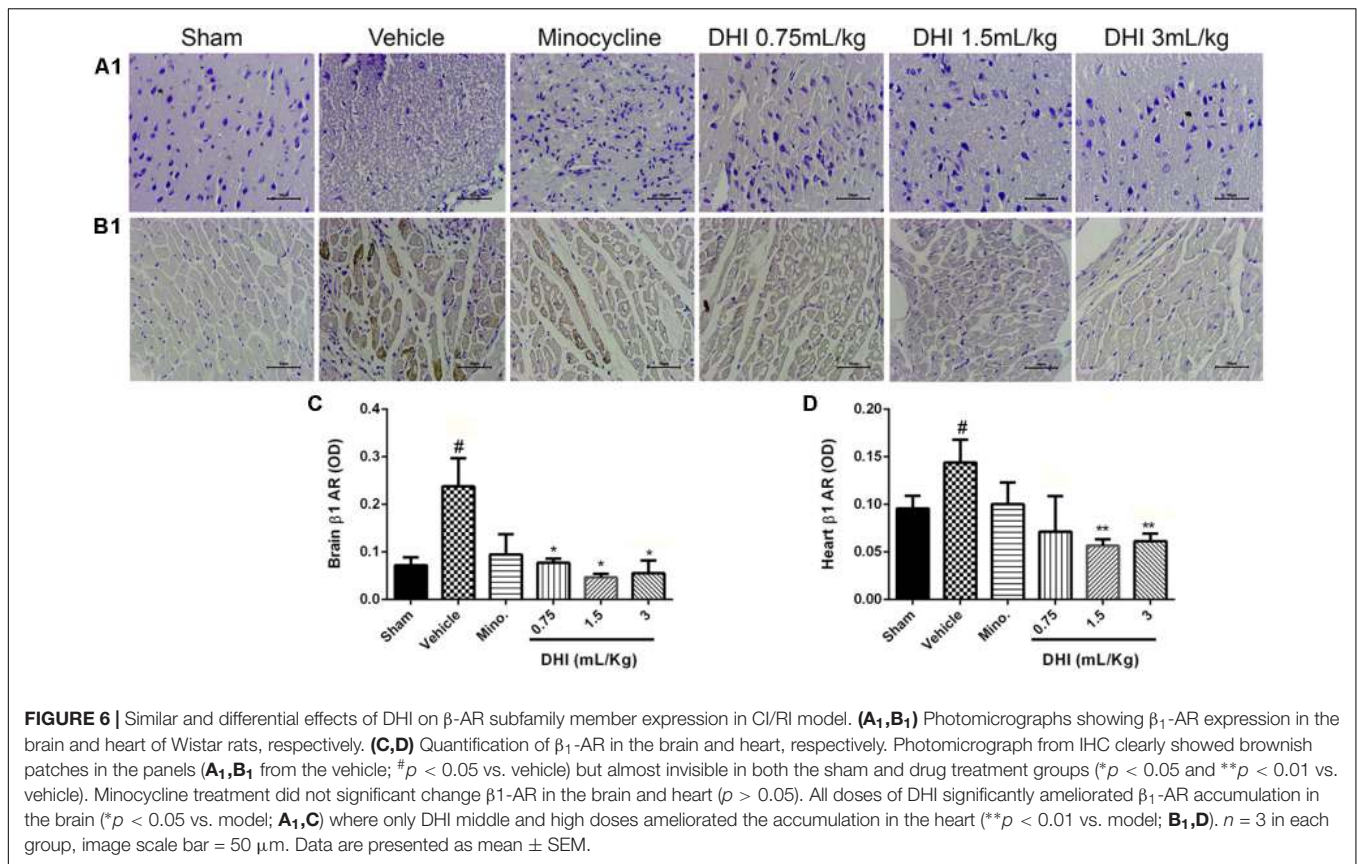 Sham Vehicle Minocycline DHI 0.75mL/kg DHI 1.5mL/kg DHI 3mL/kg
A1
B1
C
Brain β1 AR (OD)
0.4
0.3
0.2
0.1
0.0
#
* * *
Sham Vehicle Mino. 0.75 1.5 3
DHI (mL/Kg)
D
Heart β1 AR (OD)
0.20
0.15
0.10
0.05
0.00
#
** **
Sham Vehicle Mino. 0.75 1.5 3
DHI (mL/Kg)
FIGURE 6 | Similar and differential effects of DHI on β-AR subfamily member expression in CI/RI model. (A₁,B₁) Photomicrographs showing β₁-AR expression in the
brain and heart of Wistar rats, respectively. (C,D) Quantification of β₁-AR in the brain and heart, respectively. Photomicrograph from IHC clearly showed brownish
patches in the panels (A₁,B₁ from the vehicle; #p < 0.05 vs. vehicle) but almost invisible in both the sham and drug treatment groups (*p < 0.05 and **p < 0.01 vs.
vehicle). Minocycline treatment did not significant change β1-AR in the brain and heart (p > 0.05). All doses of DHI significantly ameliorated β₁-AR accumulation in
the brain (*p < 0.05 vs. model; A₁,C) where only DHI middle and high doses ameliorated the accumulation in the heart (**p < 0.01 vs. model; B₁,D). n = 3 in each
group, image scale bar = 50 μm. Data are presented as mean ± SEM.